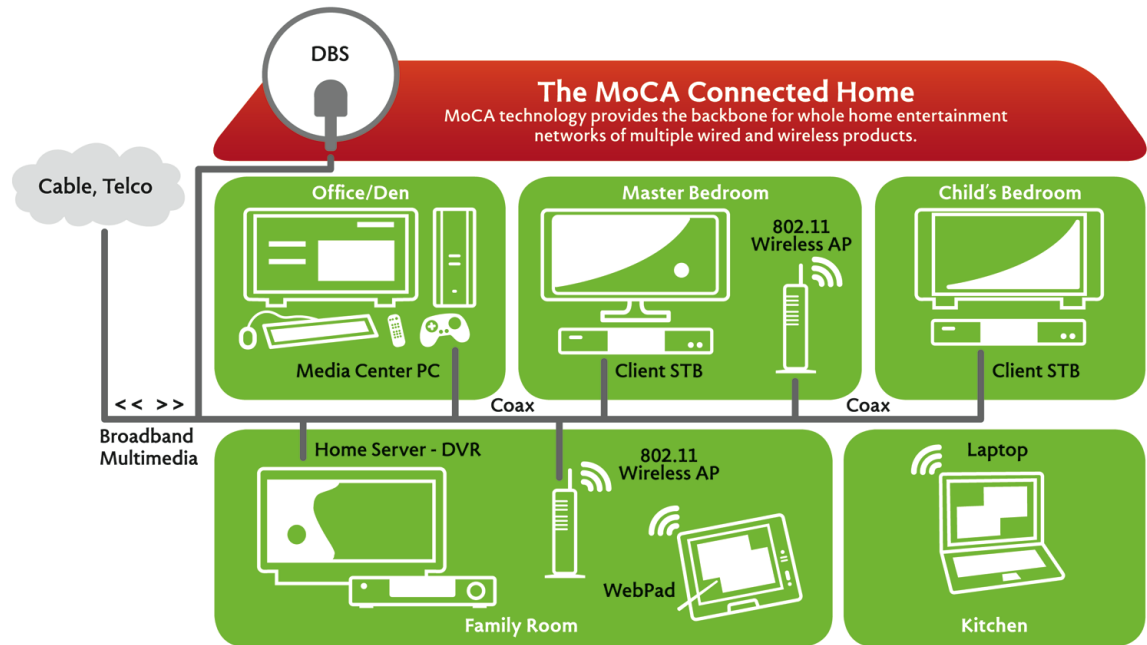 DBS
The MoCA Connected Home
MoCA technology provides the backbone for whole home entertainment
networks of multiple wired and wireless products.
Cable, Telco
Office/Den
Master Bedroom
Child's Bedroom
802.11
Wireless AP
Media Center PC
Client STB
Client STB
<< >>
Coax
Coax
Broadband
Multimedia
Home Server - DVR
802.11
Wireless AP
Laptop
WebPad
Family Room
Kitchen